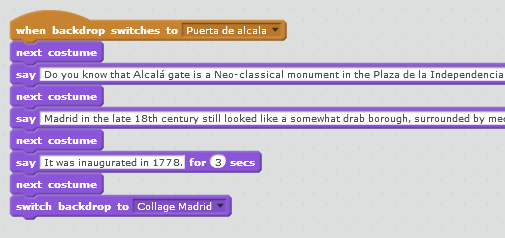 when backdrop switches to Puerta de alcala
next costume
say Do you know that Alcalá gate is a Neo-classical monument in the Plaza de la Independencia
next costume
say Madrid in the late 18th century still looked like a somewhat drab borough, surrounded by
next costume
say It was inaugurated in 1778. for 3 secs
next costume
switch backdrop to Collage Madrid